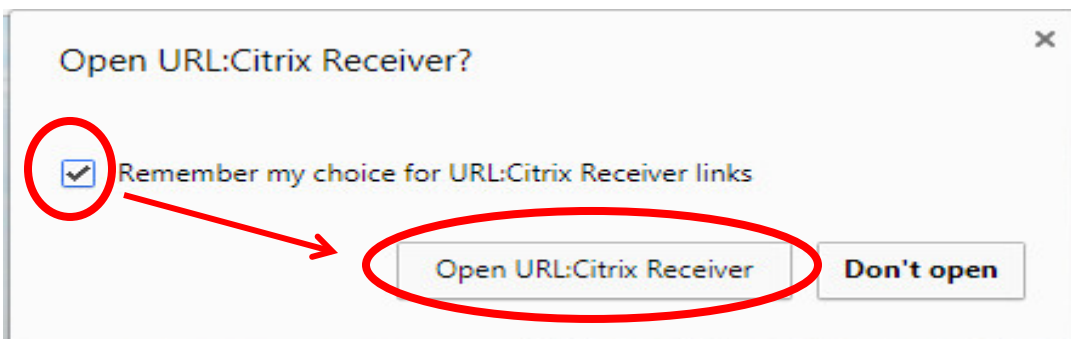 Open URL:Citrix Receiver?
Remember my choice for URL:Citrix Receiver links
Open URL:Citrix Receiver Don't open